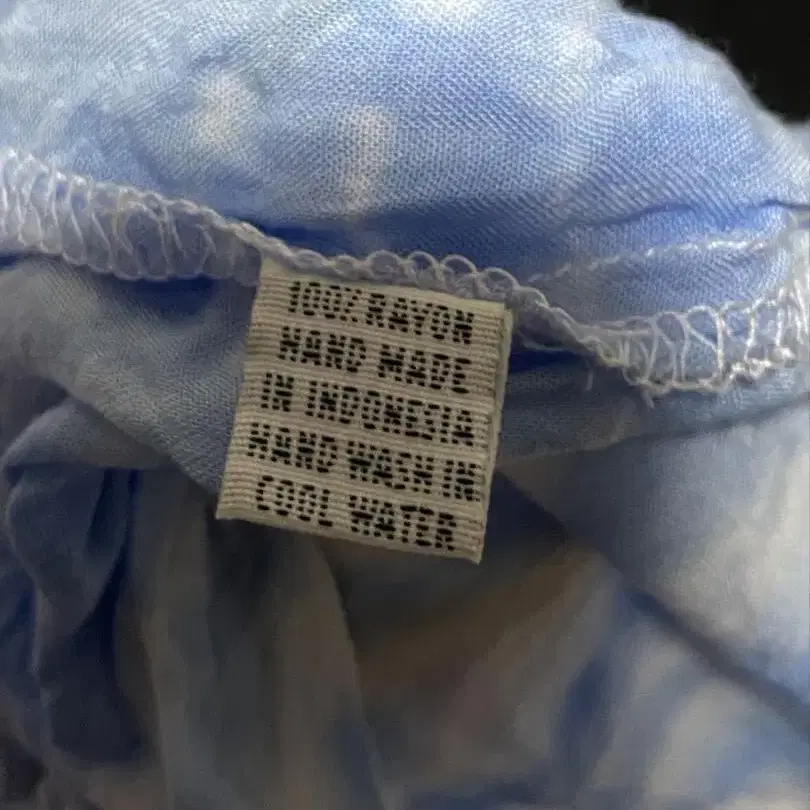 100% RAYON
HAND MADE
IN INDONESIA
HAND WASH IN
COOL WATER